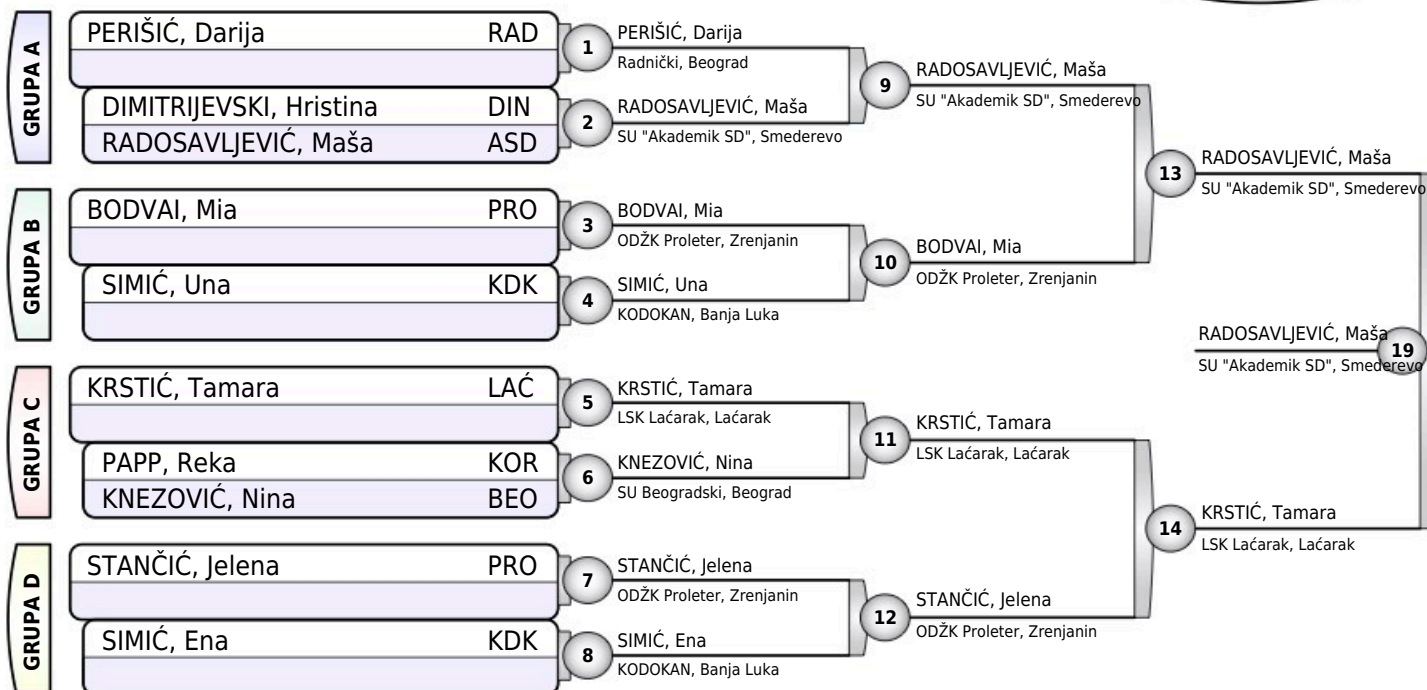 GRUPA A
PERIŠIĆ, Darija RAD
DIMITRIJEVSKI, Hristina DIN
RADOSAVLJEVIĆ, Maša ASD
GRUPA B
BODVAI, Mia PRO
SIMIĆ, Una KDK
GRUPA C
KRSTIĆ, Tamara LAĆ
PAPP, Reka KOR
KNEZOVIĆ, Nina BEO
GRUPA D
STANČIĆ, Jelena PRO
SIMIĆ, Ena KDK
1
PERIŠIĆ, Darija
Radnički, Beograd
2
RADOSAVLJEVIĆ, Maša
SU "Akademik SD", Smederevo
3
BODVAI, Mia
ODŽK Proleter, Zrenjanin
4
SIMIĆ, Una
KODOKAN, Banja Luka
5
KRSTIĆ, Tamara
LSK Laćarak, Laćarak
6
KNEZOVIĆ, Nina
SU Beogradski, Beograd
7
STANČIĆ, Jelena
ODŽK Proleter, Zrenjanin
8
SIMIĆ, Ena
KODOKAN, Banja Luka
9
RADOSAVLJEVIĆ, Maša
SU "Akademik SD", Smederevo
10
BODVAI, Mia
ODŽK Proleter, Zrenjanin
11
KRSTIĆ, Tamara
LSK Laćarak, Laćarak
12
STANČIĆ, Jelena
ODŽK Proleter, Zrenjanin
13
RADOSAVLJEVIĆ, Maša
SU "Akademik SD", Smederevo
14
KRSTIĆ, Tamara
LSK Laćarak, Laćarak
RADOSAVLJEVIĆ, Maša
SU "Akademik SD", Smederevo
19